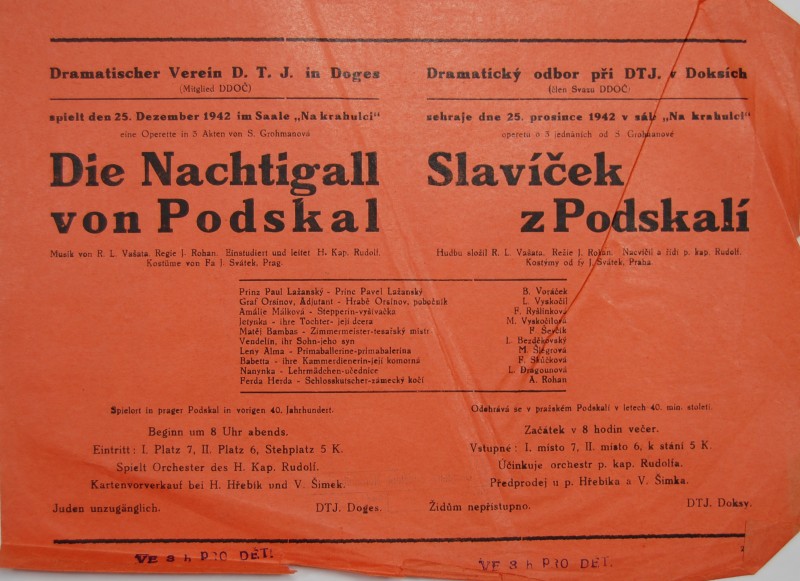 Dramatischer Verein D. T. J. in Doges
(Mitglied DDOČ)
spielt den 25. Dezember 1942 im Saale „Na krahulci"
eine Operette in 3 Akten von S. Grohmanová
Die Nachtigall
von Podskal
Musik von R. L. Vašata. Regie J. Rohan. Einstudiert und leitet H. Kap. Rudolf.
Kostüme von Fa J. Svátek, Prag.
Dramatický odbor při DTJ. v Doksích
(člen Svazu DDOČ)
sehraje dne 25. prosince 1942 v sále „Na krahulci"
opereta o 3 jednáních od S. Grohmanové
Slavíček
z Podskalí
Hudbu složil R. L. Vašata. Režie J. Rohan. Nacvičil a řídí p. kap. Rudolf.
Kostýmy od fy J. Svátek, Praha.
Prinz Paul Lažanský - Princ Pavel Lažanský B. Voráček
Graf Orsinov, Adjutant - Hrabě Orsinov, pobočník L. Vyskočil
Amálie Málková - Stepperin-vyšívačka F. Ryšlinková
Jetynka - ihre Tochter- její dcera M. Vyskočilová
Matěj Bambas - Zimmermeister-tesařský mistr F. Ševčík
Vendelín, ihr Sohn-jeho syn L. Bezděkovský
Leny Alma - Primaballerine-primabalerina M. Šlégrová
Babetta - ihre Kammerdienerin-její komorná F. Slůčková
Nanynka - Lehrmädchen-učednice L. Dragounová
Ferda Herda - Schlosskutscher-zámecký kočí A. Rohan
Spielort in prager Podskal in vorigen 40. Jahrhundert.
Beginn um 8 Uhr abends.
Eintritt: I. Platz 7, II. Platz 6, Stehplatz 5 K.
Spielt Orchester des H. Kap. Rudolf.
Kartenvorverkauf bei H. Hřebík und V. Šimek.
Juden unzugänglich. DTJ. Doges.
Odehrává se v pražském Podskalí v letech 40. min. století.
Začátek v 8 hodin večer.
Vstupné: I. místo 7, II. místo 6, k stání 5 K.
Účinkuje orchestr p. kap. Rudolfa.
Předprodej u p. Hřebíka a V. Šimka.
Židům nepřístupno. DTJ. Doksy.
VE 3 h. PRO DĚTI.
VE 3 h. PRO DĚT.